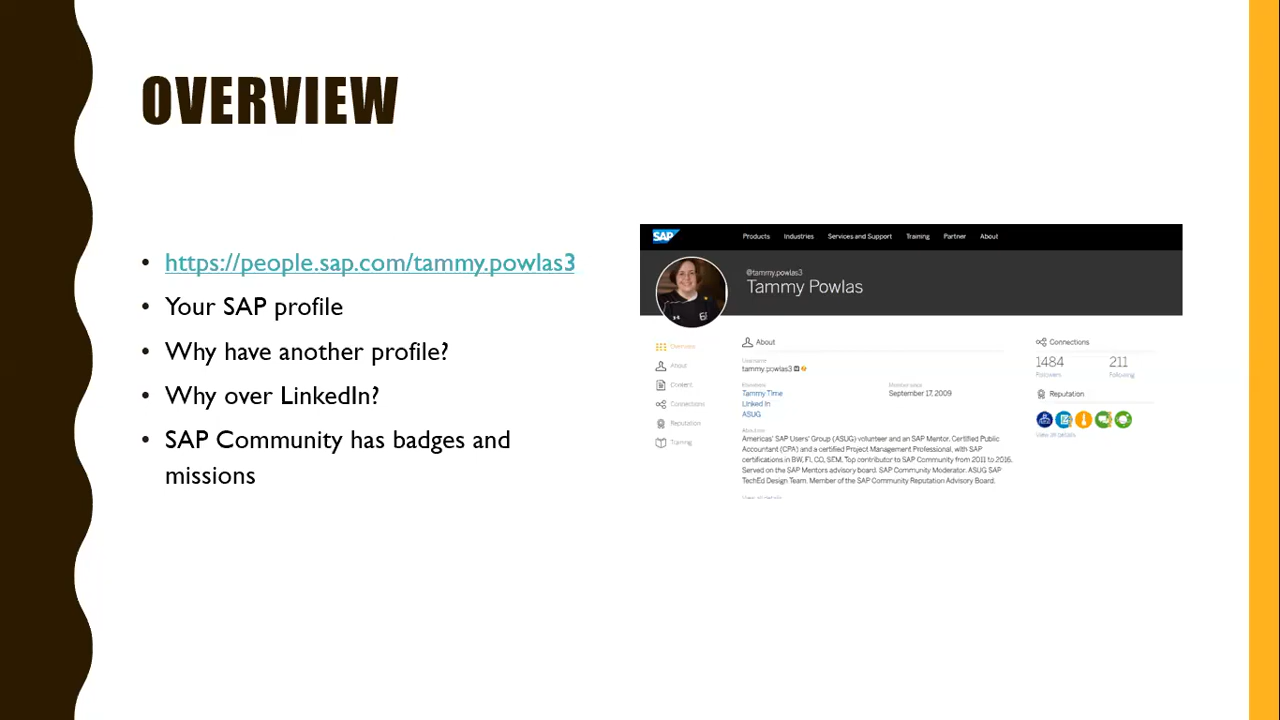 OVERVIEW
• https://people.sap.com/tammy.powlas3
• Your SAP profile
• Why have another profile?
• Why over LinkedIn?
• SAP Community has badges and
missions
SAP
Products Industries Services and Support Training Partner About
@tammy.powlas3
Tammy Powlas
Overview
About
Content
Connections
Reputation
Training
About
Username
tammy.powlas3
Member since
Tammy Time
September 17, 2009
Linked In
ASUG
Americas' SAP Users' Group (ASUG) volunteer and an SAP Mentor. Certified Public
Accountant (CPA) and a certified Project Management Professional, with SAP
certifications in BW, FI, CO, SEM. Top contributor to SAP Community from 2011 to 2016.
Served on the SAP Mentors advisory board. SAP Community Moderator. ASUG SAP
TechEd Design Team. Member of the SAP Community Reputation Advisory Board.
View all details
Connections
1484 211
Followers Following
Reputation
View all details